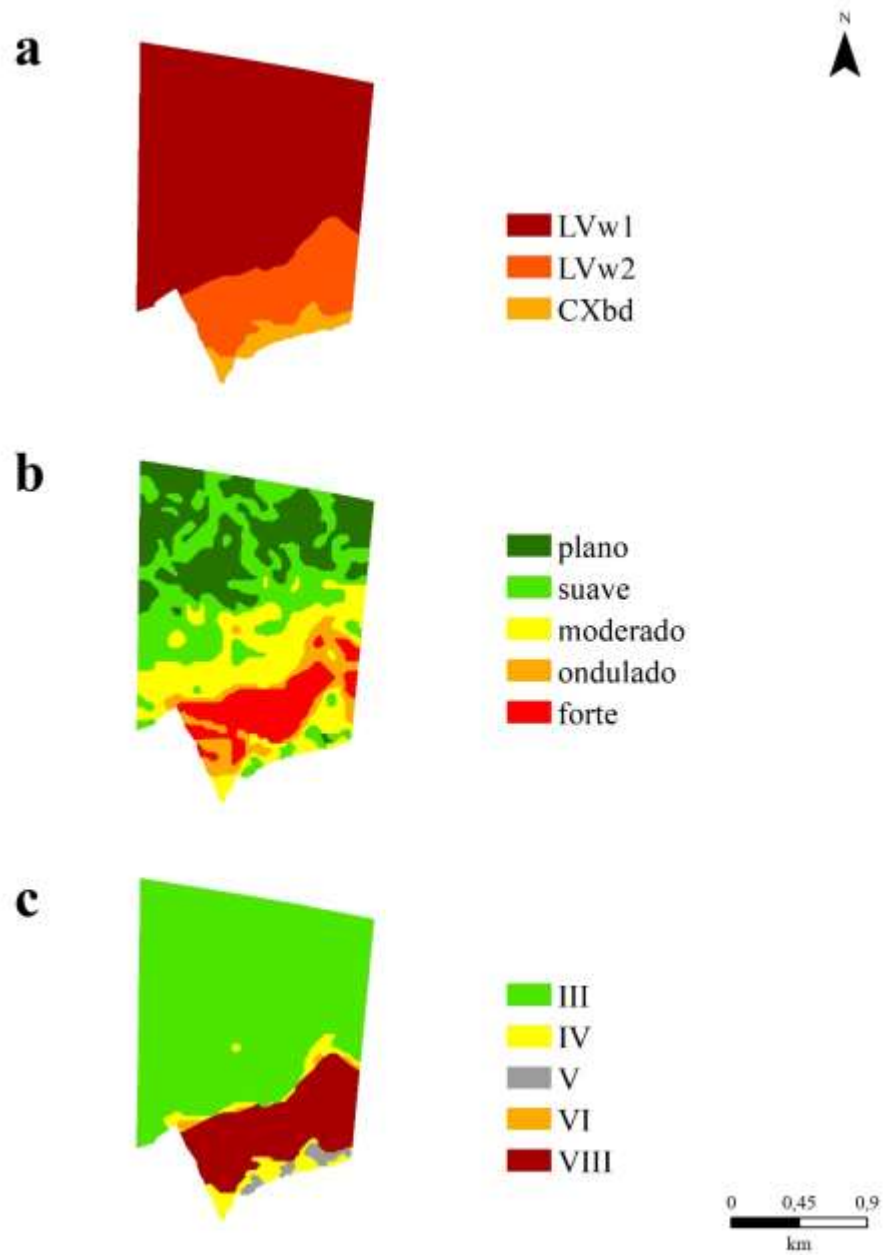 N
a
LVw1
LVw2
CXbd
b
plano
suave
moderado
ondulado
forte
c
III
IV
V
VI
VIII
0 0,45 0,9
km